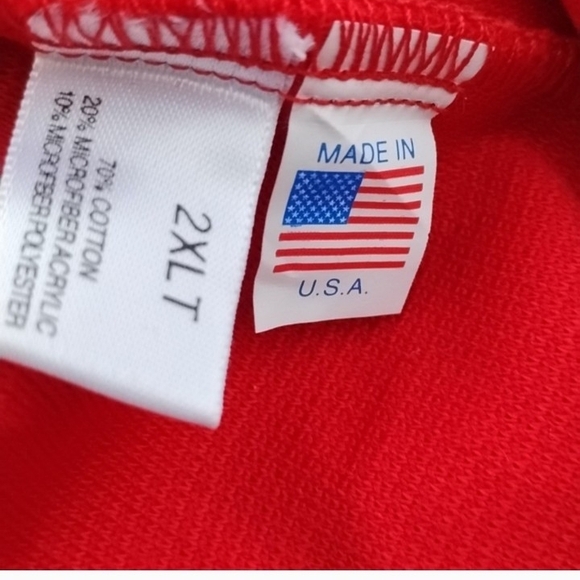 2XLT
70% COTTON
20% MICROFIBER ACRYLIC
10% MICROFIBER POLYESTER
MADE IN
U.S.A.